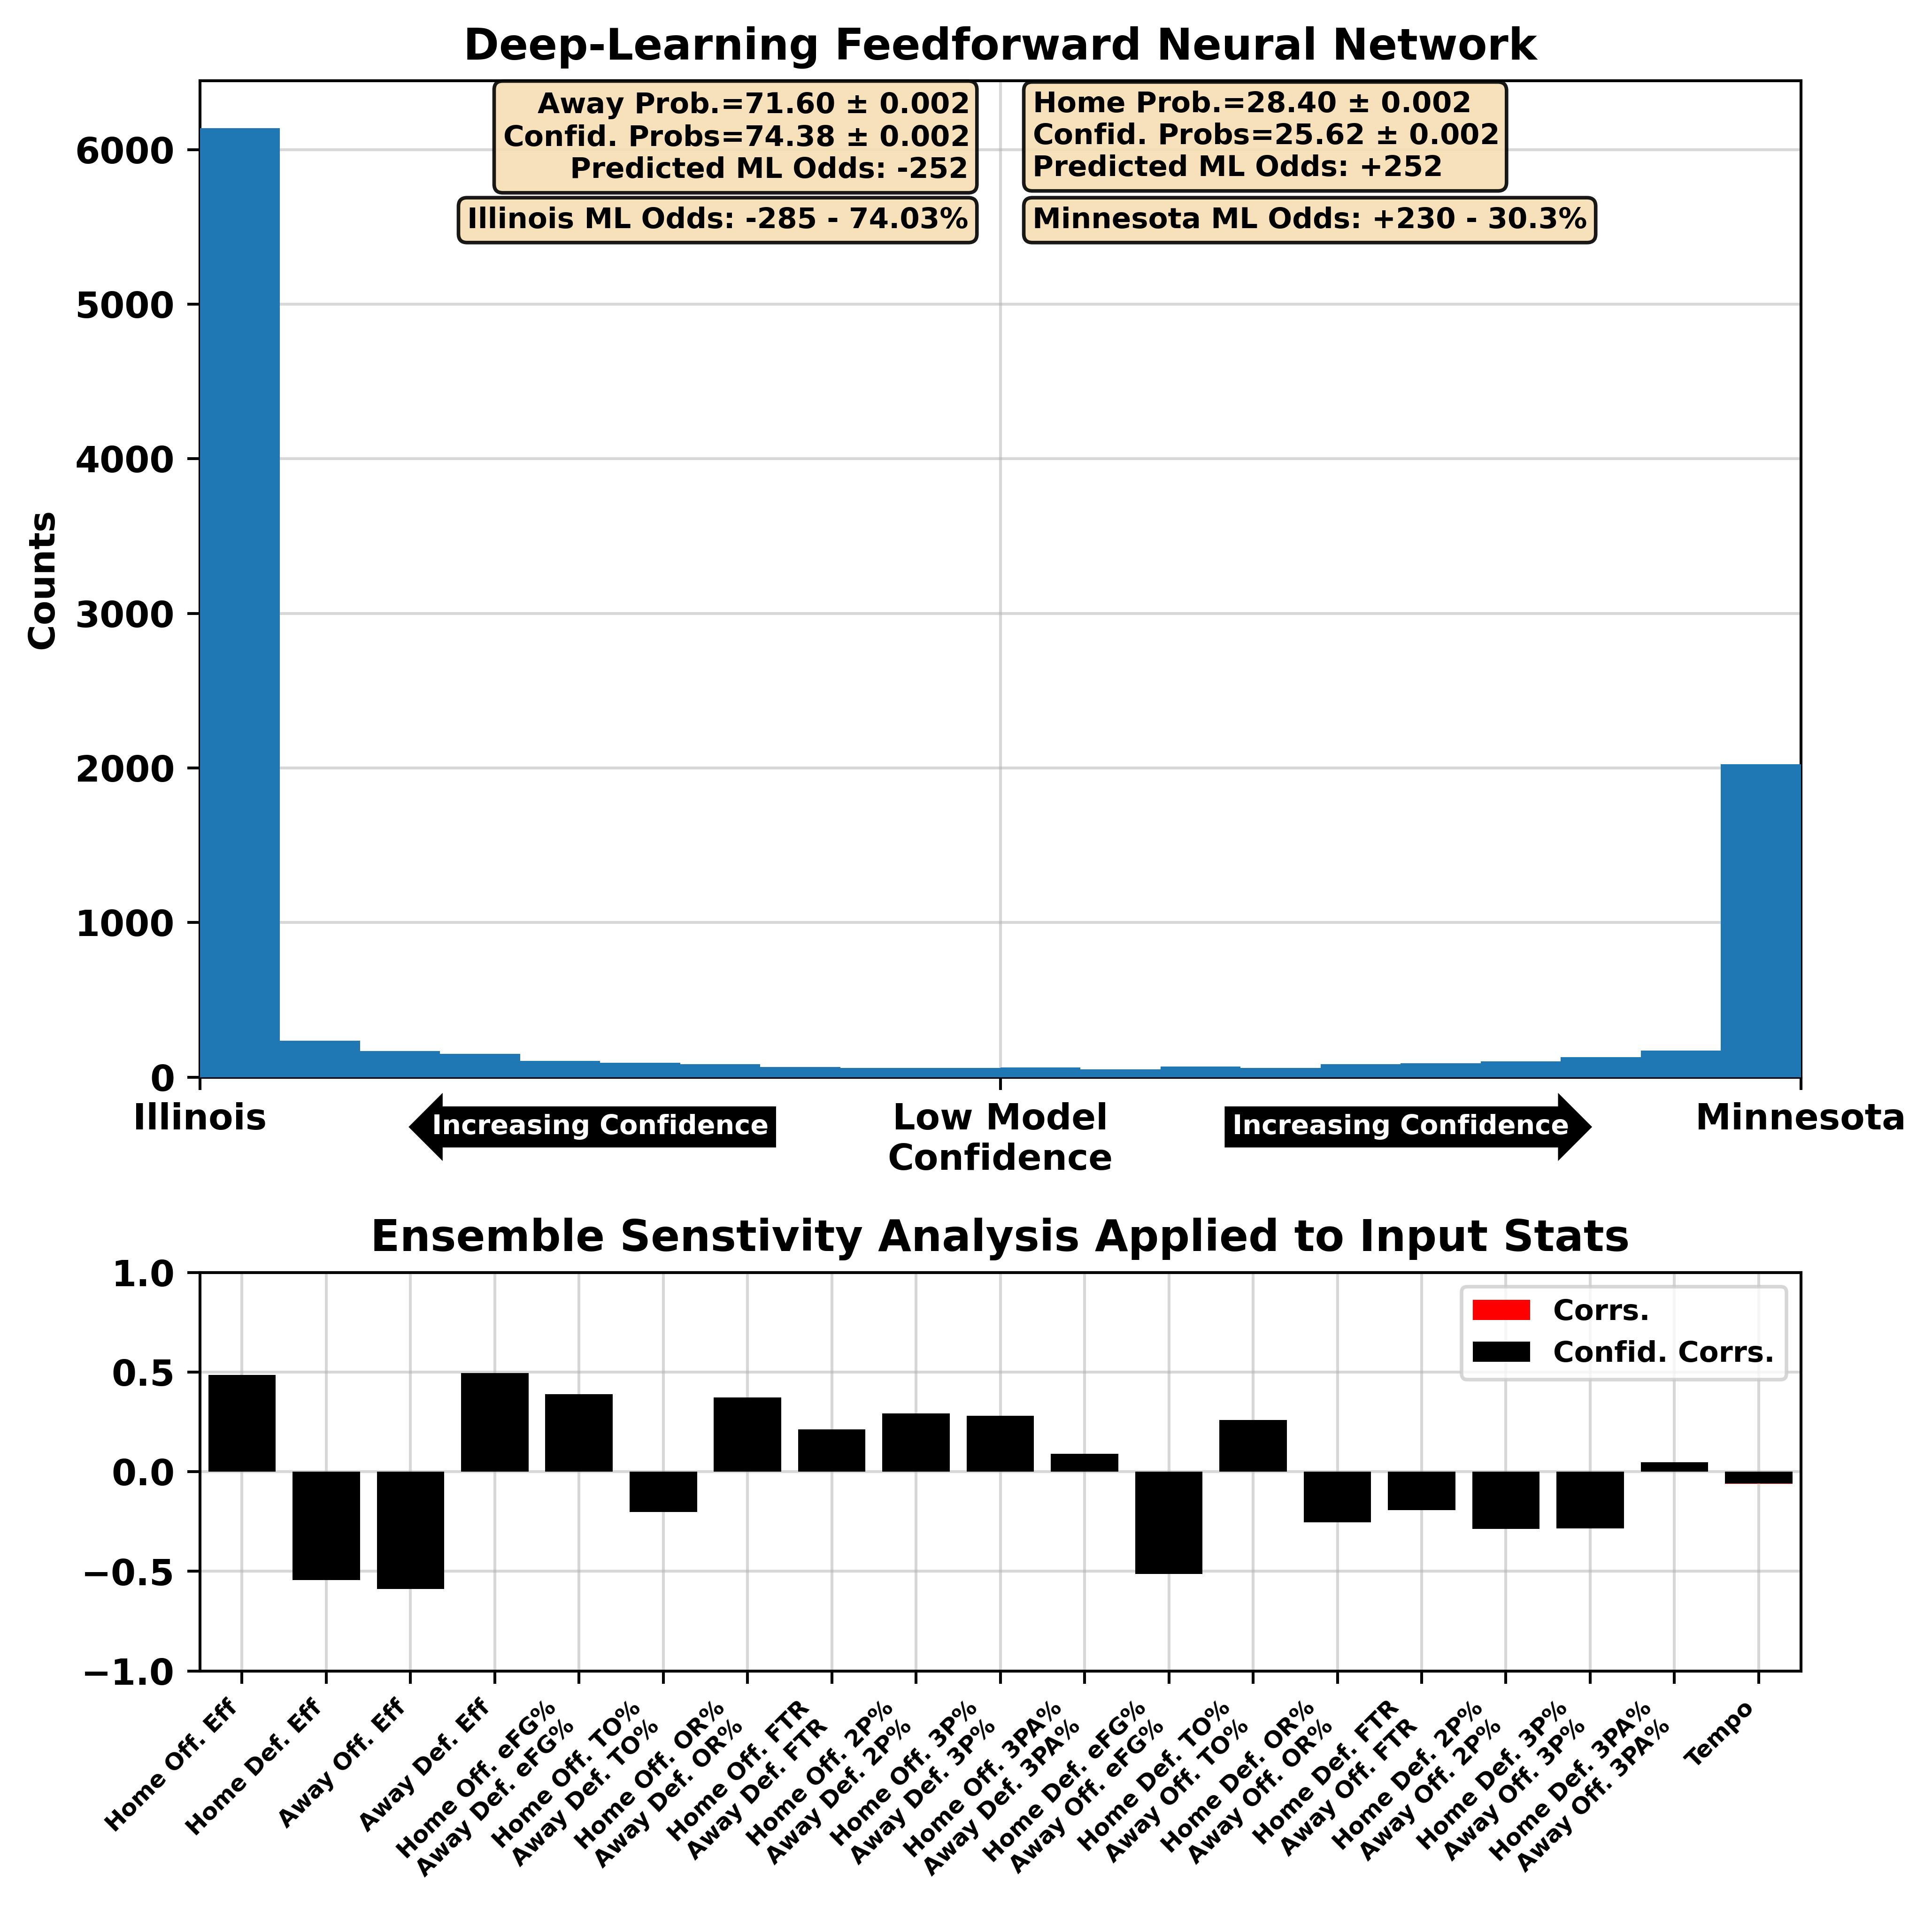 Deep-Learning Feedforward Neural Network
Away Prob.=71.60 ± 0.002
Confid. Probs=74.38 ± 0.002
Predicted ML Odds: -252
Illinois ML Odds: -285 - 74.03%
Home Prob.=28.40 ± 0.002
Confid. Probs=25.62 ± 0.002
Predicted ML Odds: +252
Minnesota ML Odds: +230 - 30.3%
Counts
6000
5000
4000
3000
2000
1000
0
Illinois
Increasing Confidence
Low Model
Confidence
Increasing Confidence
Minnesota
Ensemble Senstivity Analysis Applied to Input Stats
1.0
0.5
0.0
−0.5
−1.0
Corrs.
Confid. Corrs.
Home Off. Eff
Home Def. Eff
Away Off. Eff
Away Def. Eff
Home Off. eFG%
Away Def. eFG%
Home Off. TO%
Away Def. TO%
Home Off. OR%
Away Def. OR%
Home Off. FTR
Away Def. FTR
Home Off. 2P%
Away Def. 2P%
Home Off. 3P%
Away Def. 3P%
Home Off. 3PA%
Away Def. 3PA%
Home Def. eFG%
Away Off. eFG%
Home Def. TO%
Away Off. TO%
Home Def. OR%
Away Off. OR%
Home Def. FTR
Away Off. FTR
Home Def. 2P%
Away Off. 2P%
Home Def. 3P%
Away Off. 3P%
Home Def. 3PA%
Away Off. 3PA%
Tempo